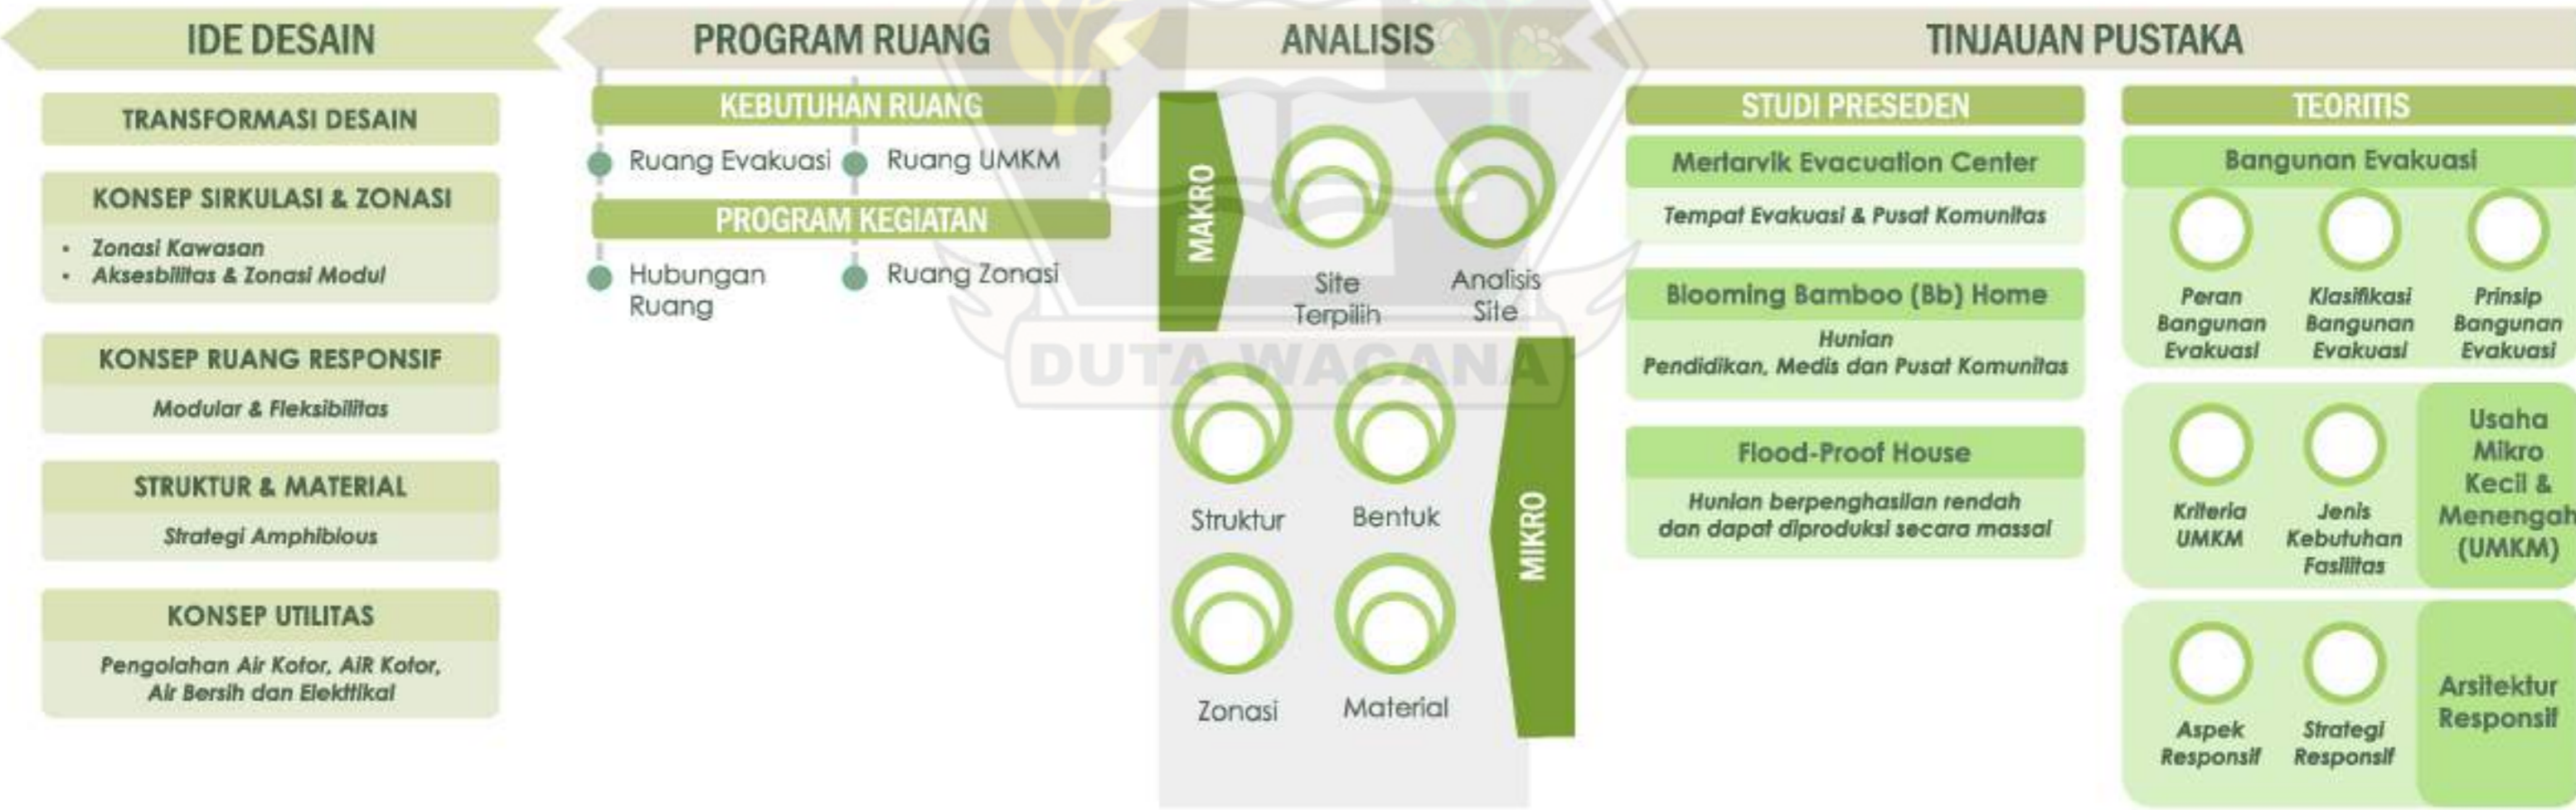 IDE DESAIN
TRANSFORMASI DESAIN
KONSEP SIRKULASI & ZONASI
• Zonasi Kawasan
• Aksesbilitas & Zonasi Modul
KONSEP RUANG RESPONSIF
Modular & Fleksibilitas
STRUKTUR & MATERIAL
Strategi Amphibious
KONSEP UTILITAS
Pengolahan Air Kotor, AiR Kotor,
Air Bersih dan Elekttikal
PROGRAM RUANG
KEBUTUHAN RUANG
Ruang Evakuasi
Ruang UMKM
PROGRAM KEGIATAN
Hubungan
Ruang
Ruang Zonasi
ANALISIS
MAKRO
Site
Terpilih
Analisis
Site
MIKRO
Struktur
Bentuk
Zonasi
Material
TINJAUAN PUSTAKA
STUDI PRESEDEN
Mertarvik Evacuation Center
Tempat Evakuasi & Pusat Komunitas
Blooming Bamboo (Bb) Home
Hunian
Pendidikan, Medis dan Pusat Komunitas
Flood-Proof House
Hunian berpenghasilan rendah
dan dapat diproduksi secara massal
TEORITIS
Bangunan Evakuasi
Peran
Bangunan
Evakuasi
Klasifikasi
Bangunan
Evakuasi
Prinsip
Bangunan
Evakuasi
Kriteria
UMKM
Jenis
Kebutuhan
Fasilitas
Usaha
Mikro
Kecil &
Menengah
(UMKM)
Aspek
Responsif
Strategi
Responsif
Arsitektur
Responsif
DUTA WACANA